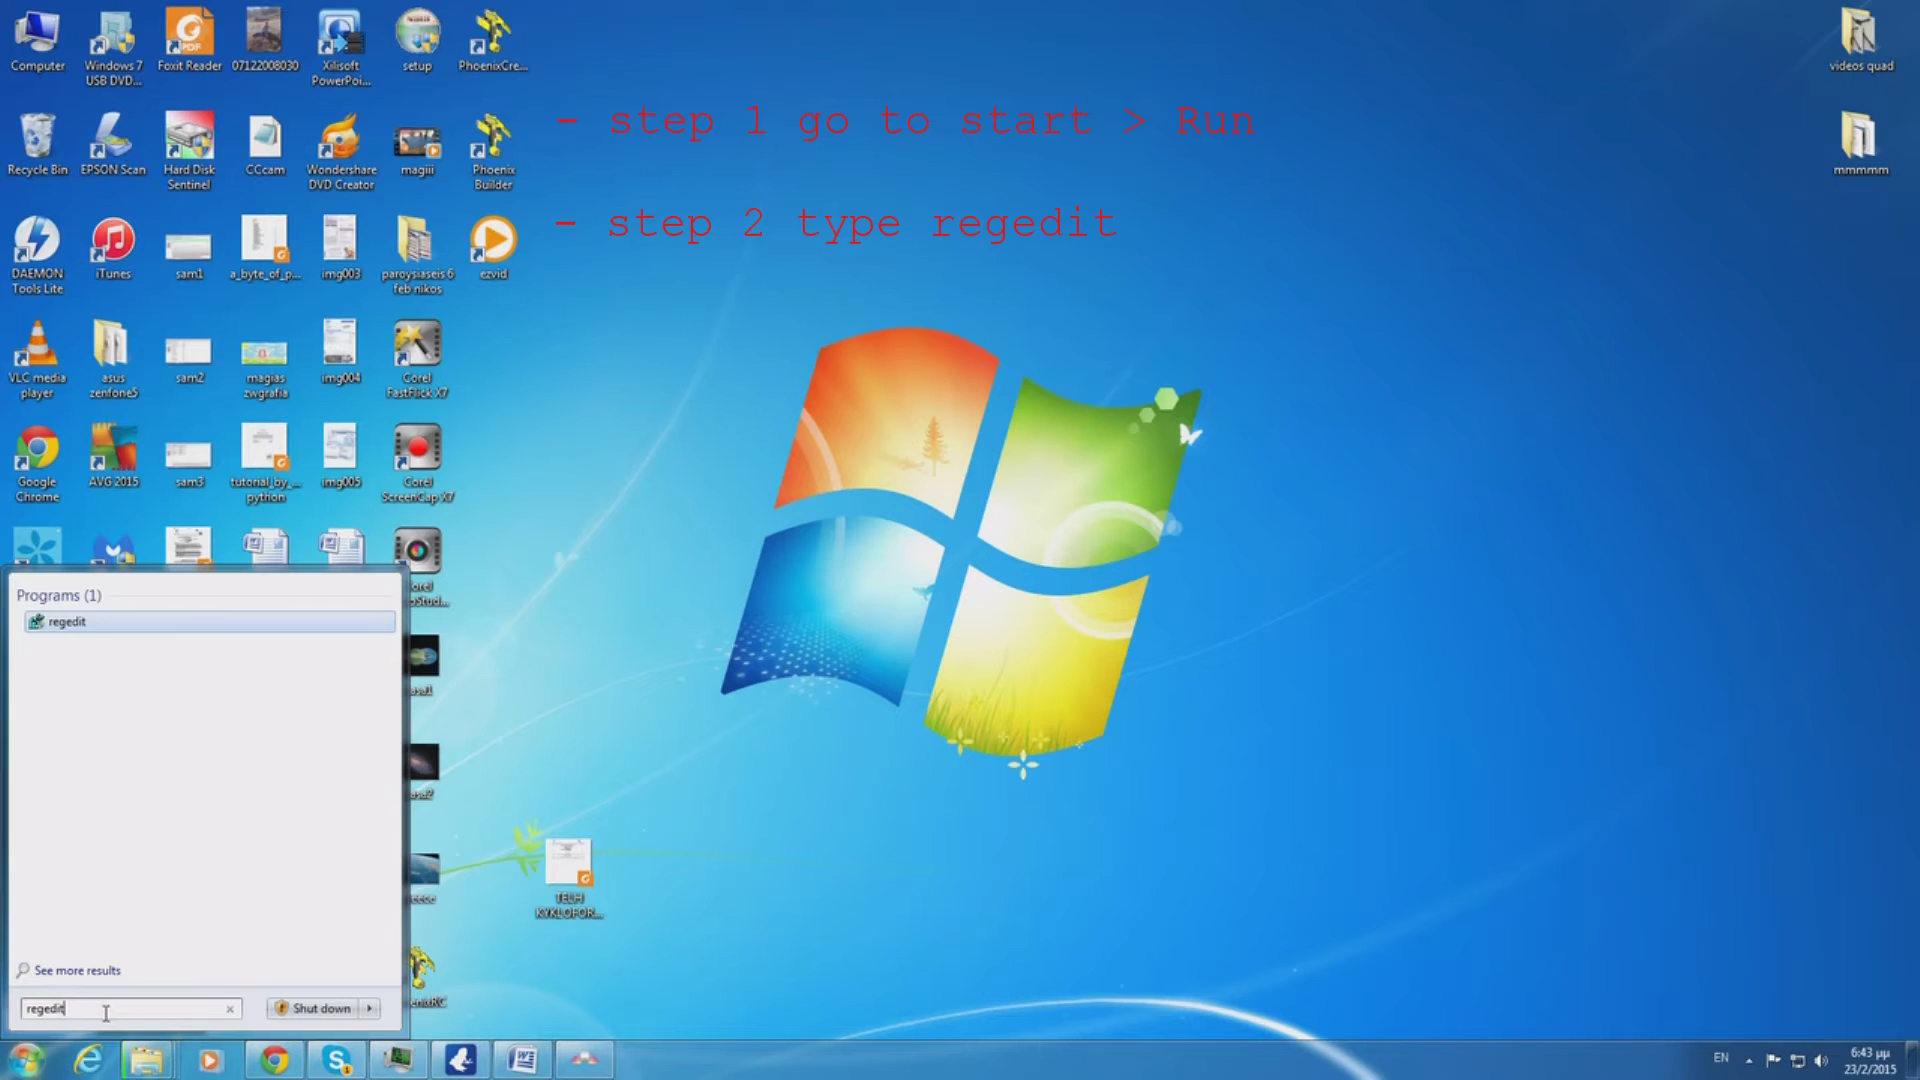 - step 1 go to start > Run
- step 2 type regedit
Computer
Windows 7
USB DVD...
Foxit Reader
07122008030
Xilisoft
PowerPoi...
setup
PhoenixCre...
videos quad
Recycle Bin
EPSON Scan
Hard Disk
Sentinel
CCcam
Wondershare
DVD Creator
magiii
Phoenix
Builder
mmmmm
DAEMON
Tools Lite
iTunes
sam1
a_byte_of_p...
img003
paroysiaseis 6
feb nikos
ezvid
VLC media
player
asus
zenfone5
sam2
magias
zwgrafia
img004
Corel
FastFlick X7
Google
Chrome
AVG 2015
sam3
tutorial_by_...
python
img005
Corel
ScreenCap X7
Programs (1)
regedit
See more results
regedit
Shut down
TELH
KYKLOFOR...
EN
6:43 μμ
23/2/2015